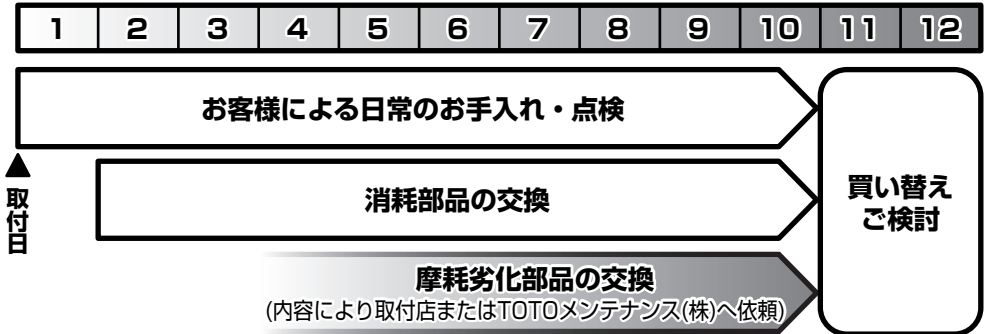 1 2 3 4 5 6 7 8 9 10 11 12
お客様による日常のお手入れ・点検
▲
取付日
消耗部品の交換
買い替え
ご検討
摩耗劣化部品の交換
(内容により取付店またはTOTOメンテナンス(株)へ依頼)